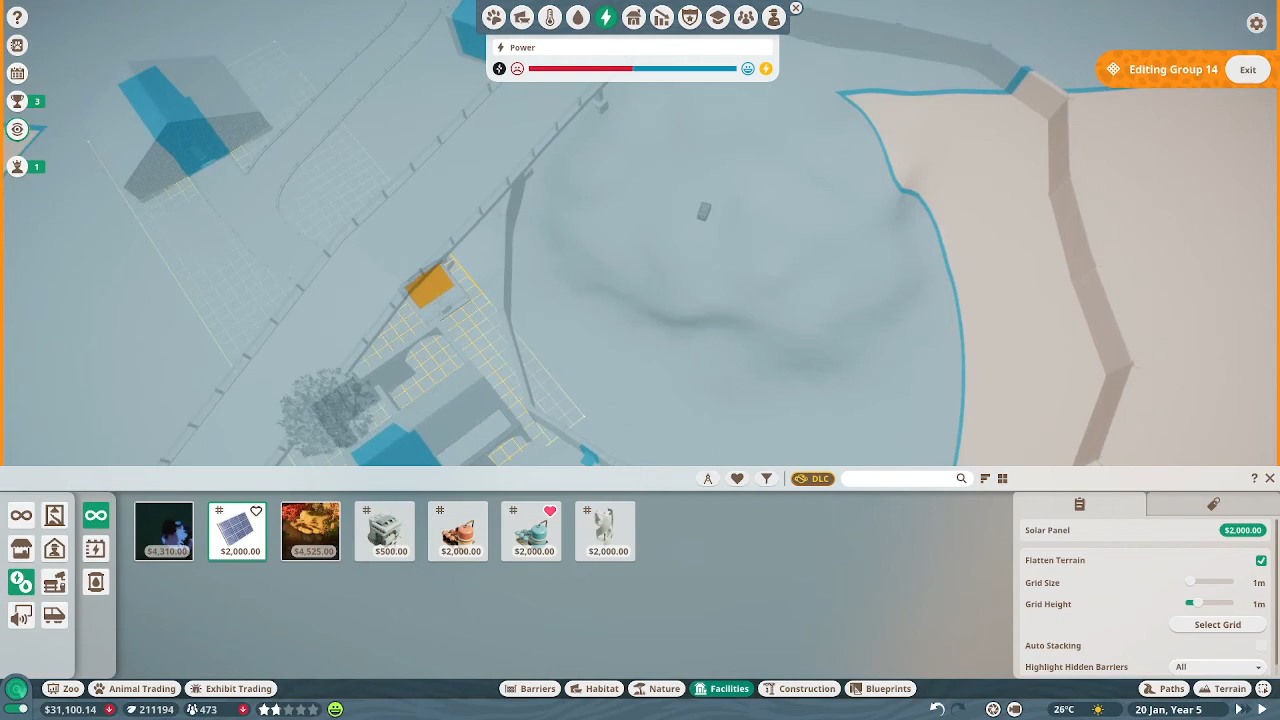 ?
Power
Editing Group 14
Exit
3
1
DLC
?
$4,310.00
$2,000.00
$4,525.00
$500.00
$2,000.00
$2,000.00
$2,000.00
Solar Panel
$2,000.00
Flatten Terrain
Grid Size
1m
Grid Height
1m
Select Grid
Auto Stacking
Highlight Hidden Barriers
All
Zoo
Animal Trading
Exhibit Trading
Barriers
Habitat
Nature
Facilities
Construction
Blueprints
Paths
Terrain
$31,100.14
211194
473
26°C
20 Jan, Year 5